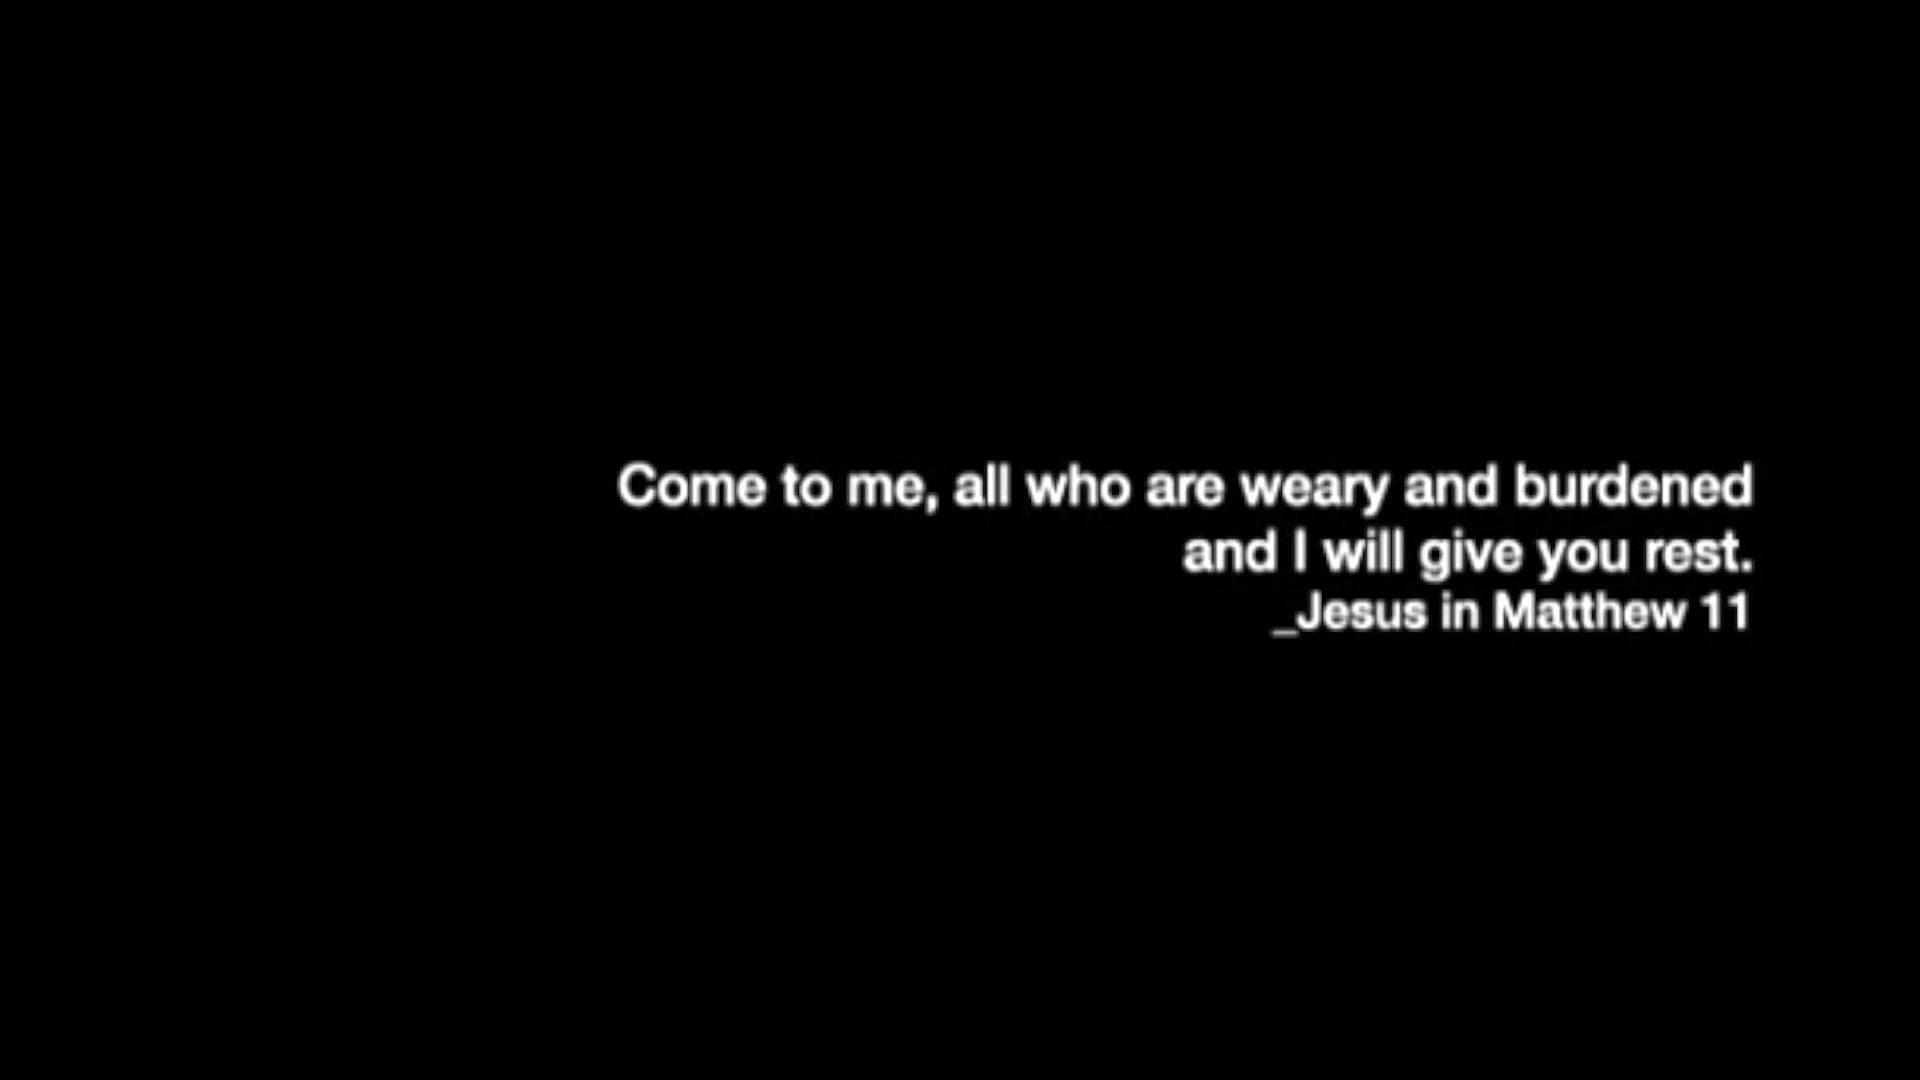 Come to me, all who are weary and burdened
and I will give you rest.
_Jesus in Matthew 11